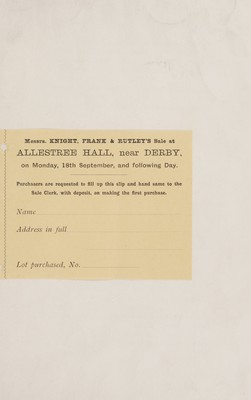 Messrs. KNIGHT, FRANK & RUTLEY'S Sale at
ALLESTREE HALL, near DERBY,
on Monday, 18th September, and following Day.
Purchasers are requested to fill up this slip and hand same to the
Sale Clerk, with deposit, on making the first purchase.
Name
Address in full
Lot purchased, No.